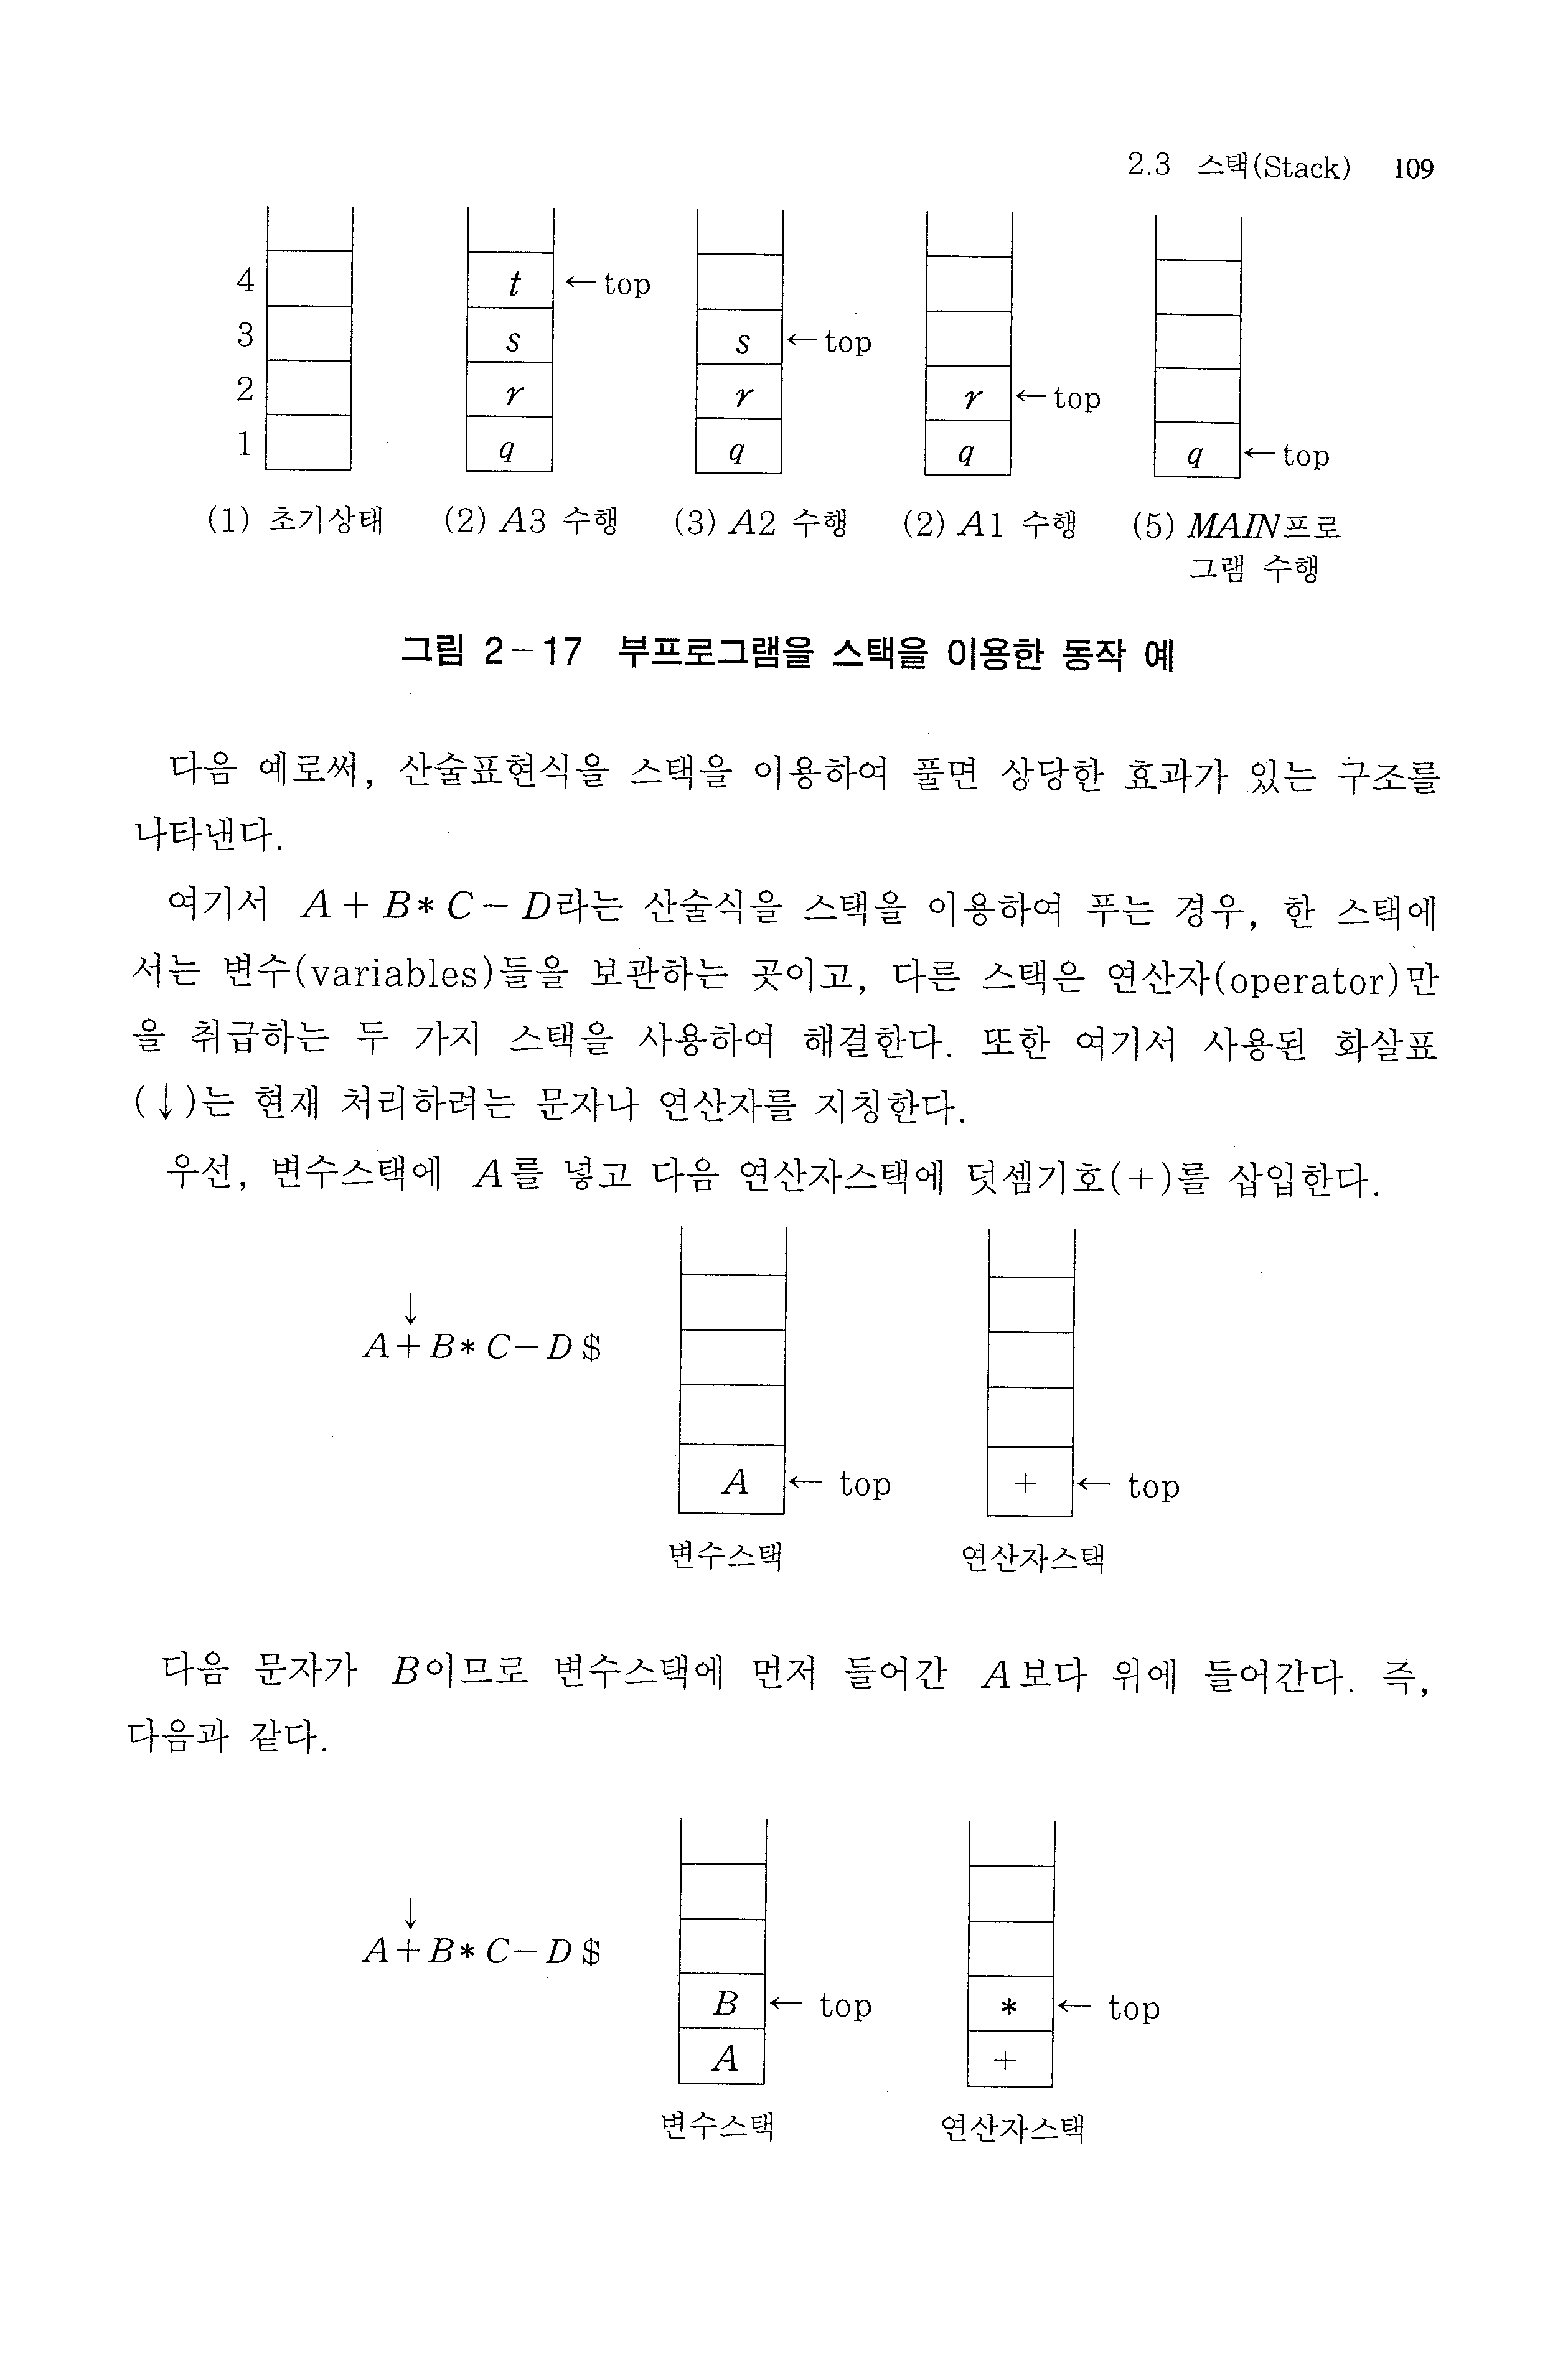 2.3 스택(Stack) 109
4 t ←top
3 s s ←top
2 r r r ←top
1 q q q q ←top
(1) 초기상태 (2) A3 수행 (3) A2 수행 (2) A1 수행 (5) MAIN프로
그램 수행
그림 2-17 부프로그램을 스택을 이용한 동작 예
다음 예로써, 산술표현식을 스택을 이용하여 풀면 상당한 효과가 있는 구조를
나타낸다.
여기서 A + B* C - D라는 산술식을 스택을 이용하여 푸는 경우, 한 스택에
서는 변수(variables)들을 보관하는 곳이고, 다른 스택은 연산자(operator)만
을 취급하는 두 가지 스택을 사용하여 해결한다. 또한 여기서 사용된 화살표
(↓)는 현재 처리하려는 문자나 연산자를 지칭한다.
우선, 변수스택에 A를 넣고 다음 연산자스택에 덧셈기호(+)를 삽입한다.
↓
A+B* C-D $
A ← top + ← top
변수스택 연산자스택
다음 문자가 B이므로 변수스택에 먼저 들어간 A보다 위에 들어간다. 즉,
다음과 같다.
↓
A+B* C-D $
B ← top * ← top
A +
변수스택 연산자스택